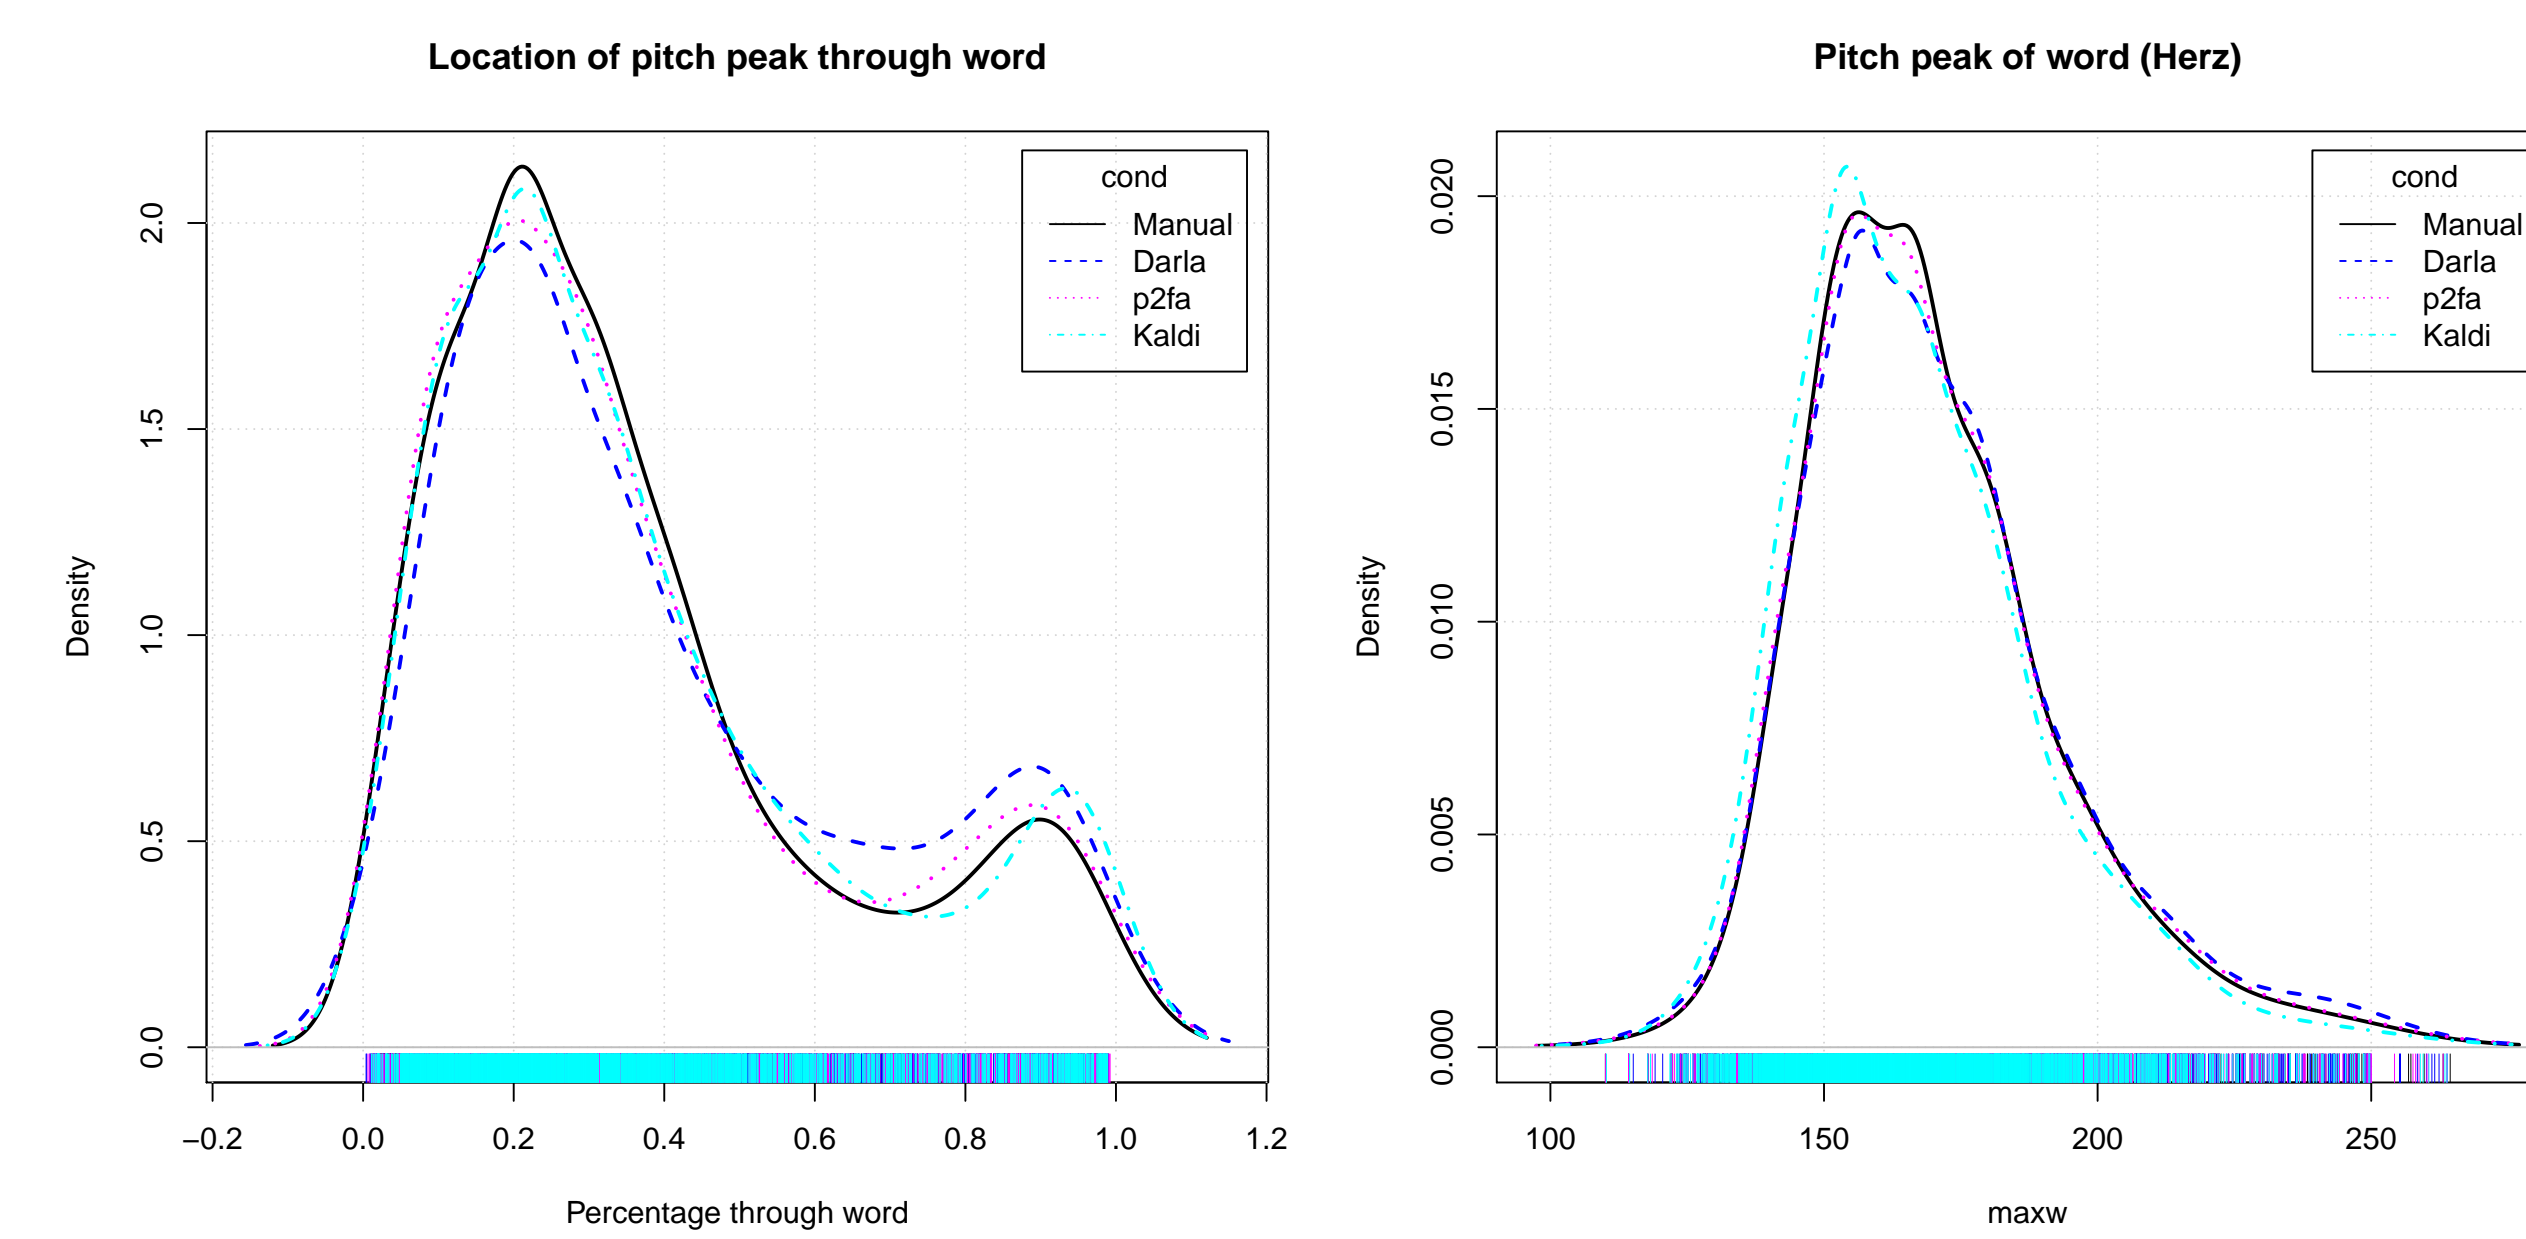 Location of pitch peak through word
cond
Manual
Darla
p2fa
Kaldi
Density
0.0
0.5
1.0
1.5
2.0
−0.2 0.0 0.2 0.4 0.6 0.8 1.0 1.2
Percentage through word
Pitch peak of word (Herz)
cond
Manual
Darla
p2fa
Kaldi
Density
0.000
0.005
0.010
0.015
0.020
100 150 200 250
maxw